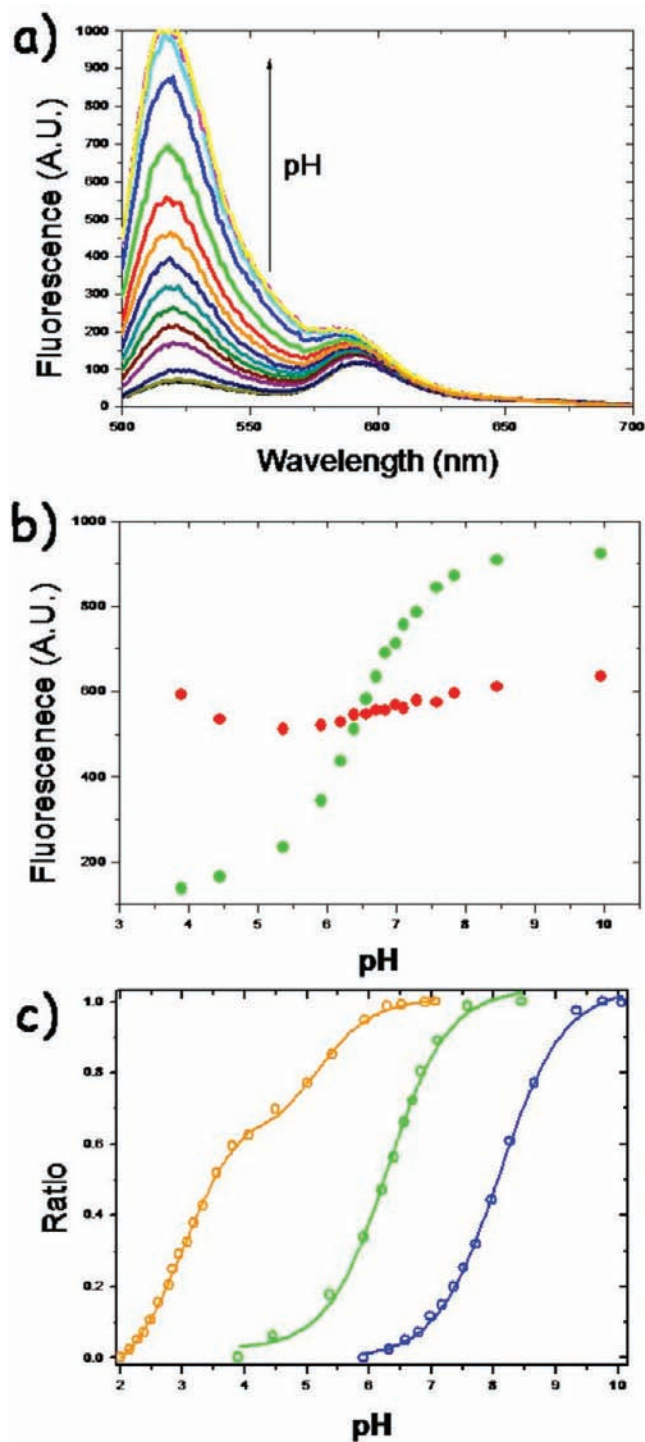 a)
1000
900
800
700
600
500
400
300
200
100
0
Fluorescence (A.U.)
pH
500 550 600 650 700
Wavelength (nm)
b)
1000
800
600
400
200
Fluorescenece (A.U.)
3 4 5 6 7 8 9 10
pH
c)
1.0
0.8
0.6
0.4
0.2
0.0
Ratio
2 3 4 5 6 7 8 9 10
pH